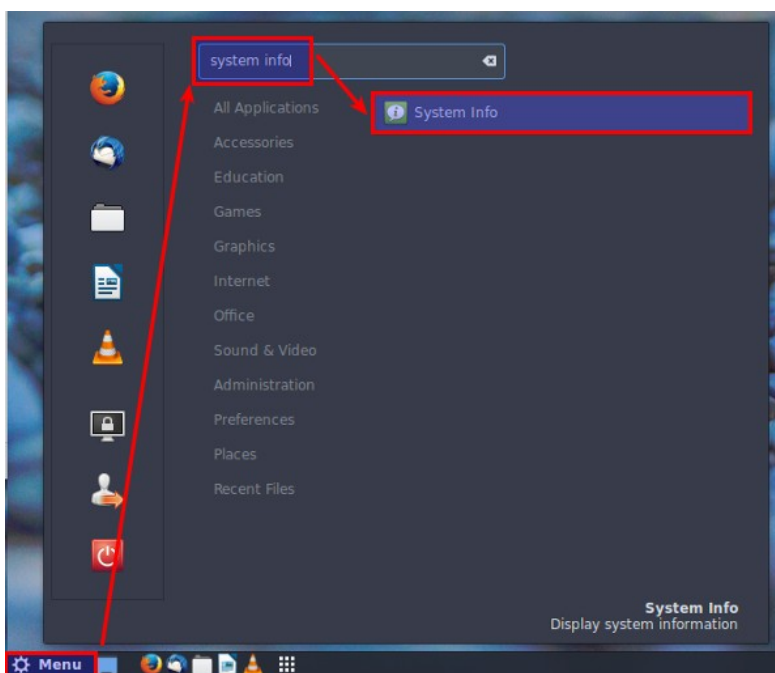 system info
All Applications
System Info
Accessories
Education
Games
Graphics
Internet
Office
Sound & Video
Administration
Preferences
Places
Recent Files
System Info
Display system information
Menu